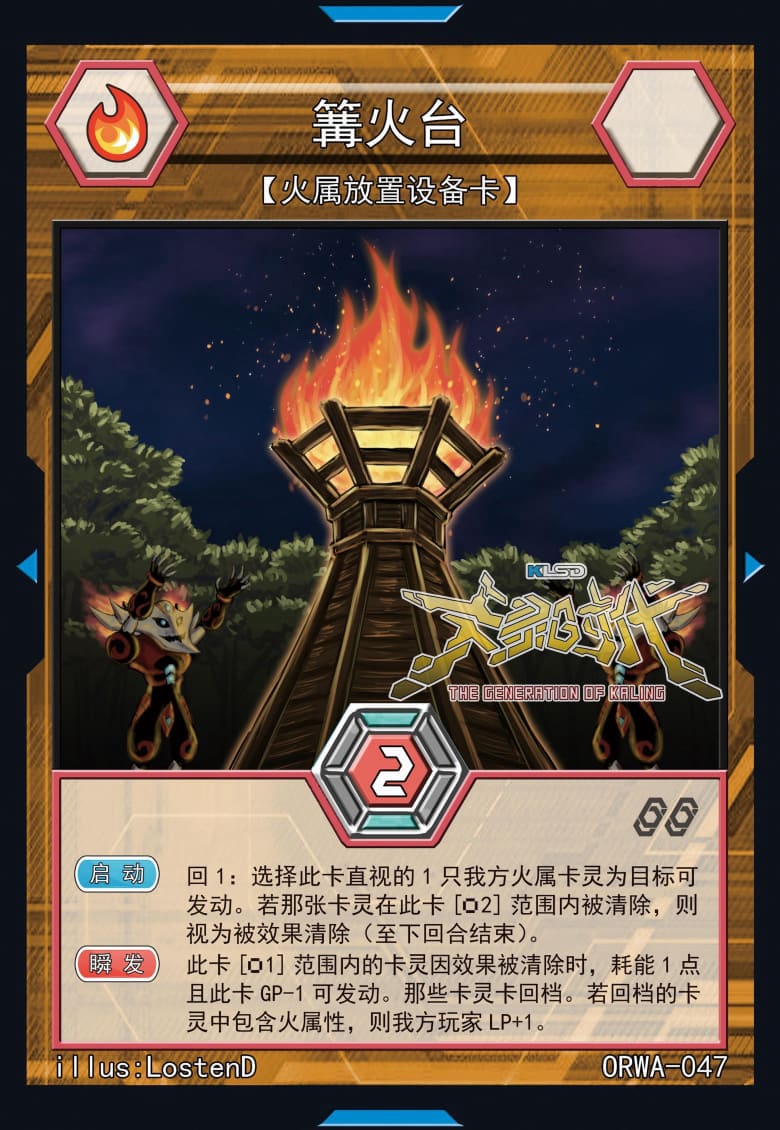 篝火台
【火属放置设备卡】
KLSD
卡灵时代
THE GENERATION OF KALING
2
启动
回1：选择此卡直视的1只我方火属卡灵为目标可
发动。若那张卡灵在此卡[O2]范围内被清除，则
视为被效果清除（至下回合结束）。
瞬发
此卡[O1]范围内的卡灵因效果被清除时，耗能1点
且此卡GP-1可发动。那些卡灵卡回档。若回档的卡
灵中包含火属性，则我方玩家LP+1。
illus:LostenD
ORWA-047